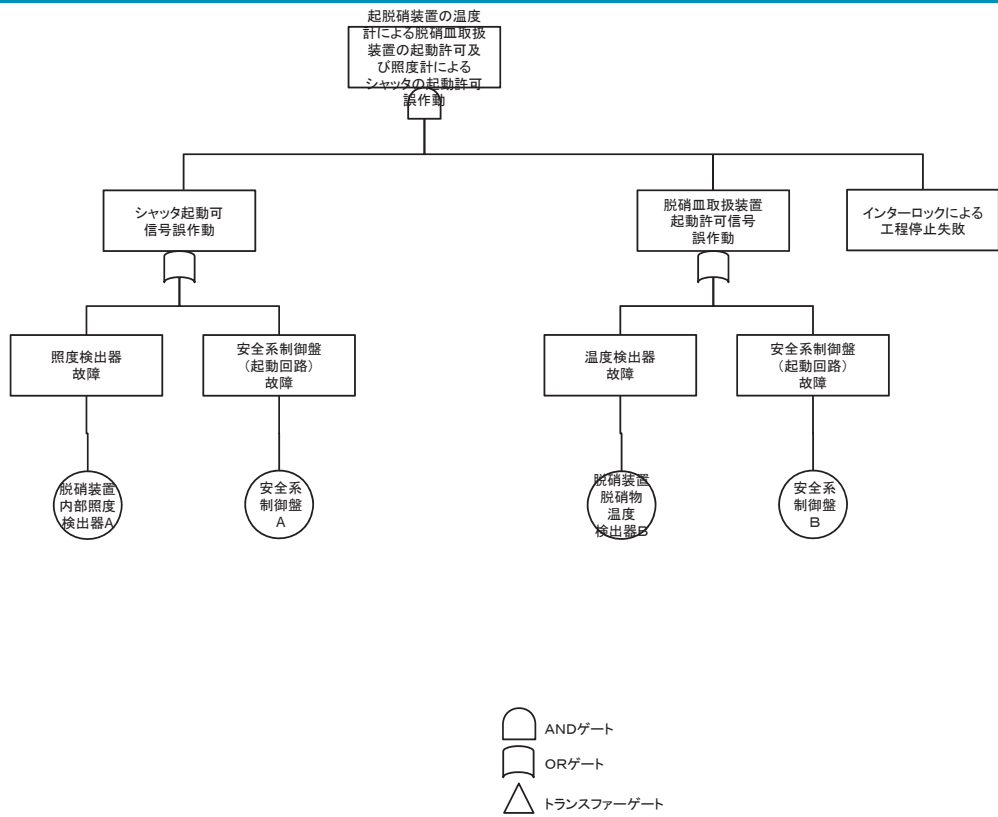 起脱硝装置の温度
計による脱硝皿取扱
装置の起動許可及
び照度計による
シャッタの起動許可
誤作動
シャッタ起動可
信号誤作動
脱硝皿取扱装置
起動許可信号
誤作動
インターロックによる
工程停止失敗
照度検出器
故障
安全系制御盤
(起動回路)
故障
温度検出器
故障
安全系制御盤
(起動回路)
故障
脱硝装置
内部照度
検出器A
安全系
制御盤
A
脱硝装置
脱硝物
温度
検出器B
安全系
制御盤
B
ANDゲート
ORゲート
トランスファーゲート